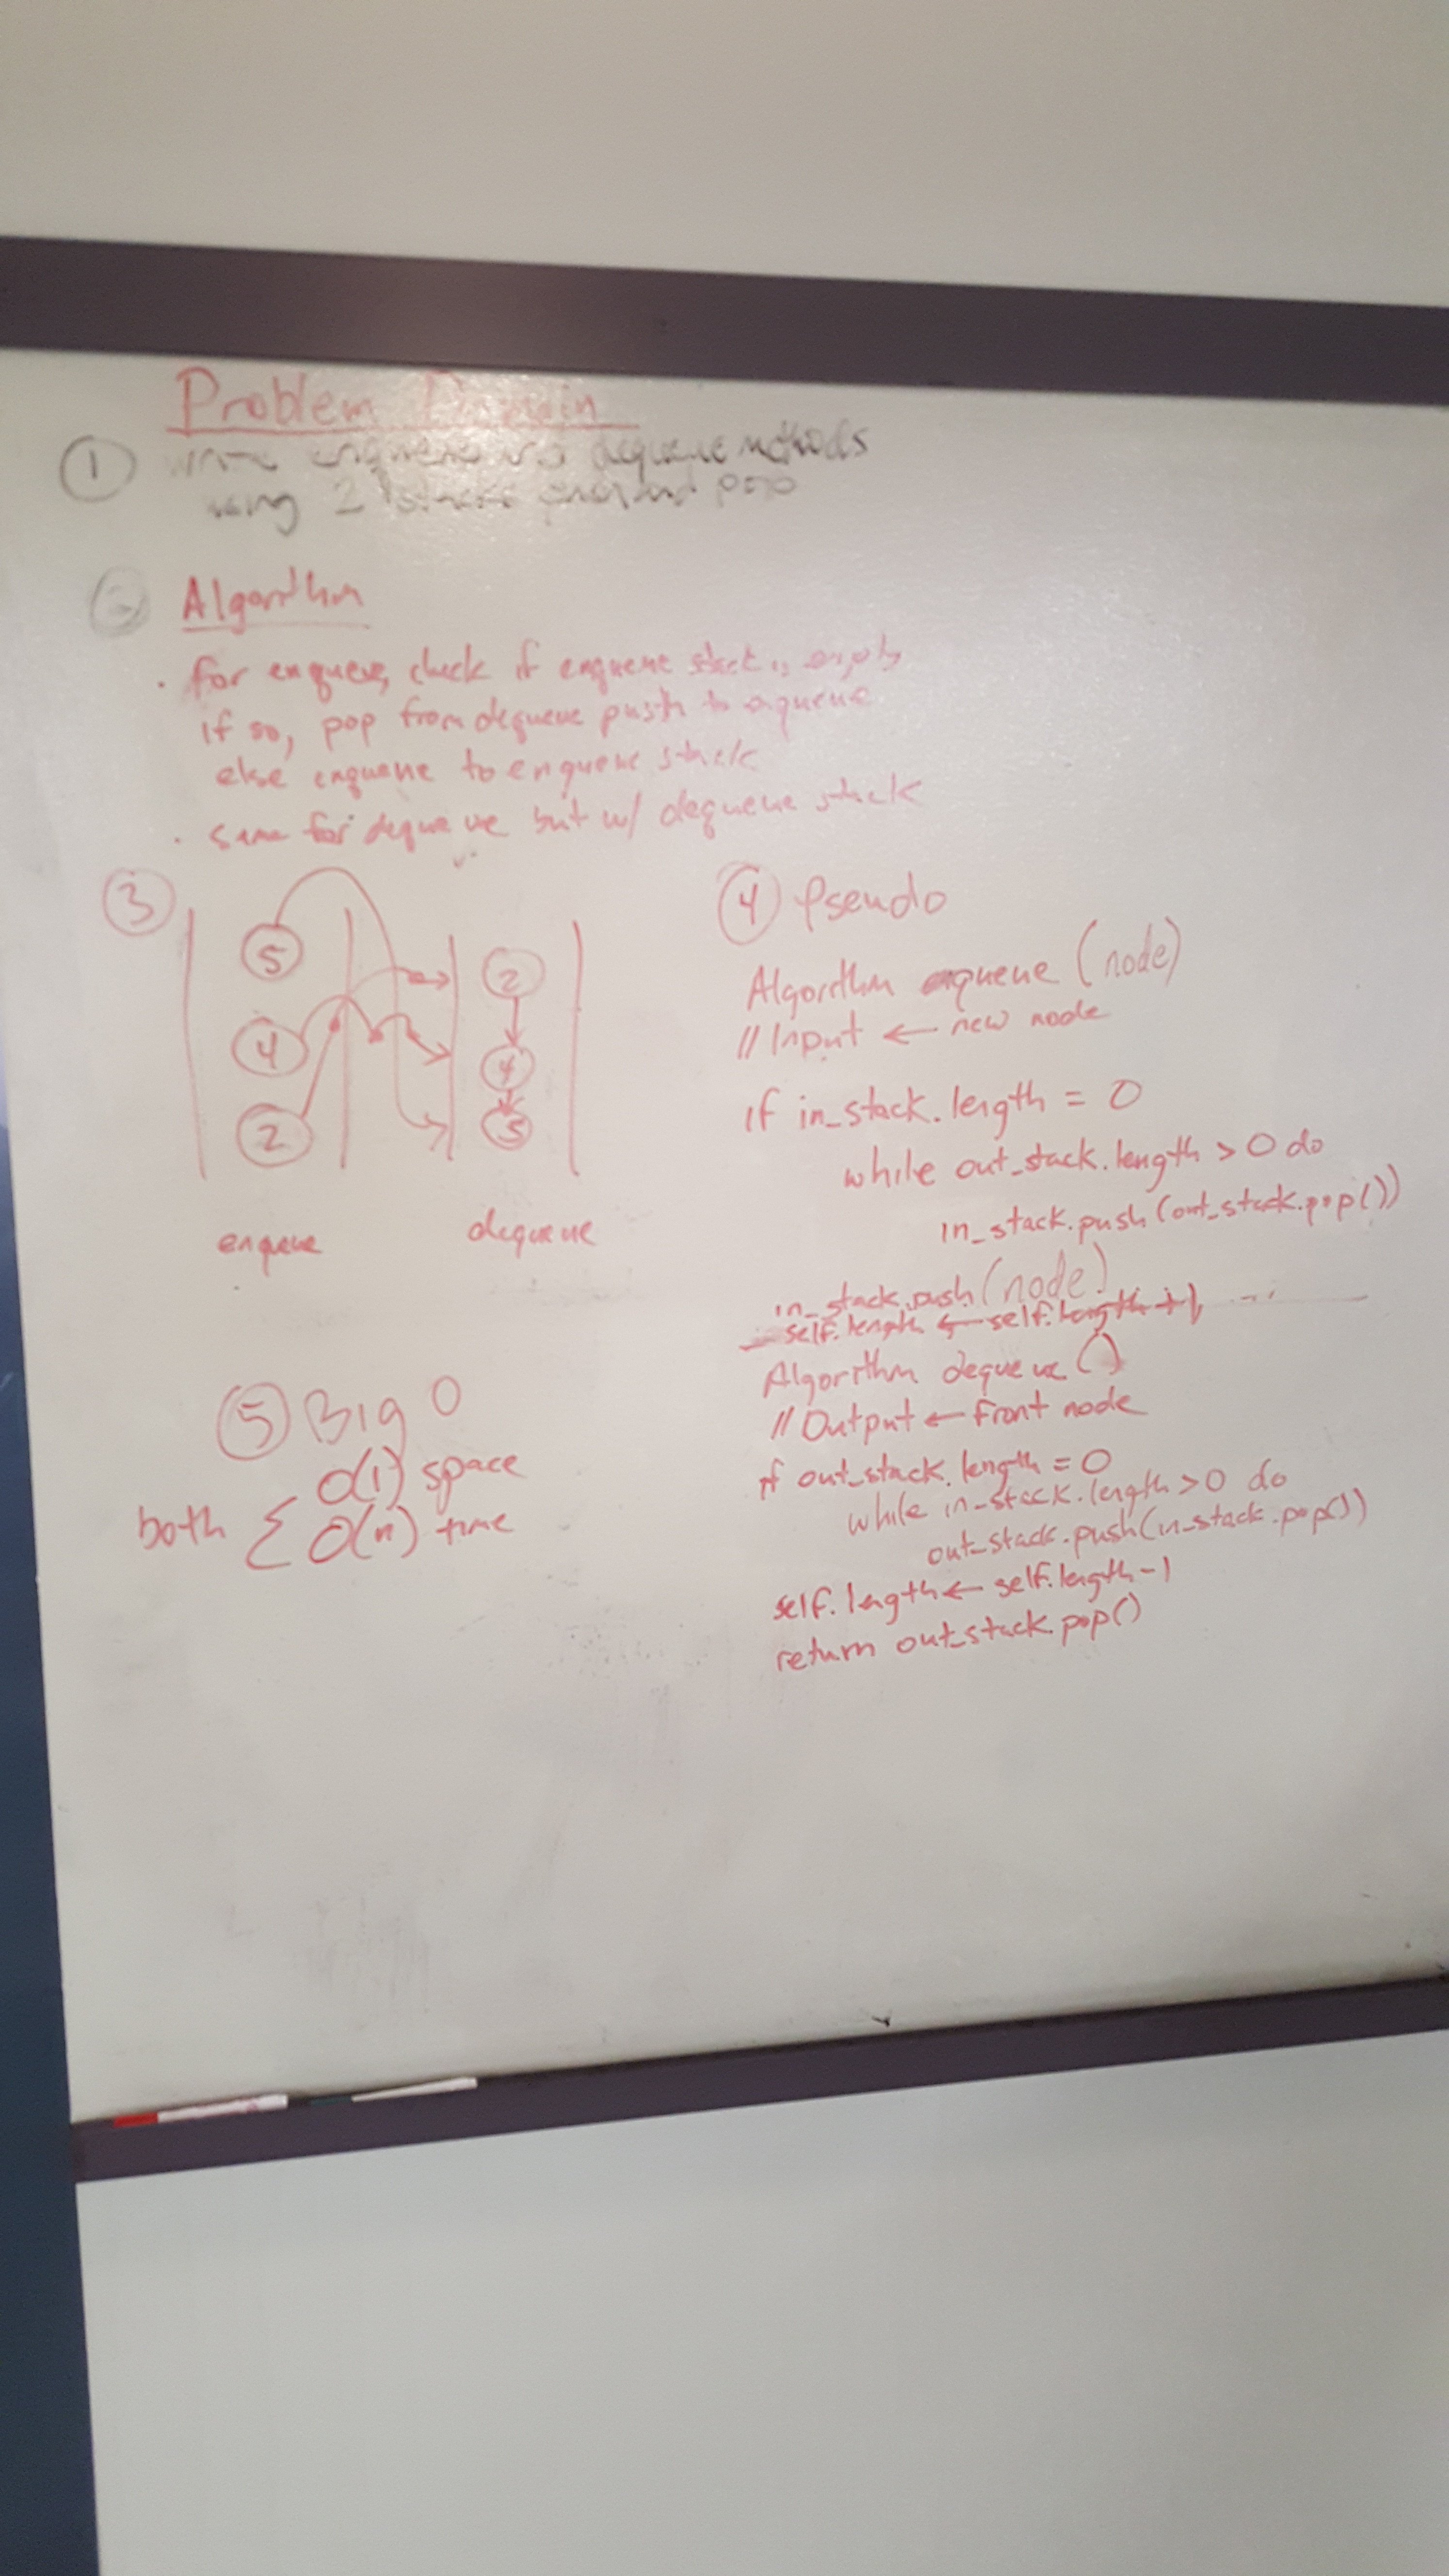 Problem Domain
① write enqueue and dequeue methods
using 2 stacks push and pop
② Algorithm
• for enqueue, check if enqueue stack is empty
if so, pop from dequeue push to enqueue
else enqueue to enqueue stack
• same for dequeue but w/ dequeue stack
③
5
4
2
2
4
5
enqueue dequeue
④ Pseudo
Algorithm enqueue (node)
// Input ← new node
if in_stack.length = 0
while out_stack.length > 0 do
in_stack.push(out_stack.pop())
in_stack.push(node)
self.length ← self.length + 1
Algorithm dequeue ()
// Output ← front node
if out_stack.length = 0
while in_stack.length > 0 do
out_stack.push(in_stack.pop())
self.length ← self.length - 1
return out_stack.pop()
⑤ Big O
both { O(1) space
O(n) time